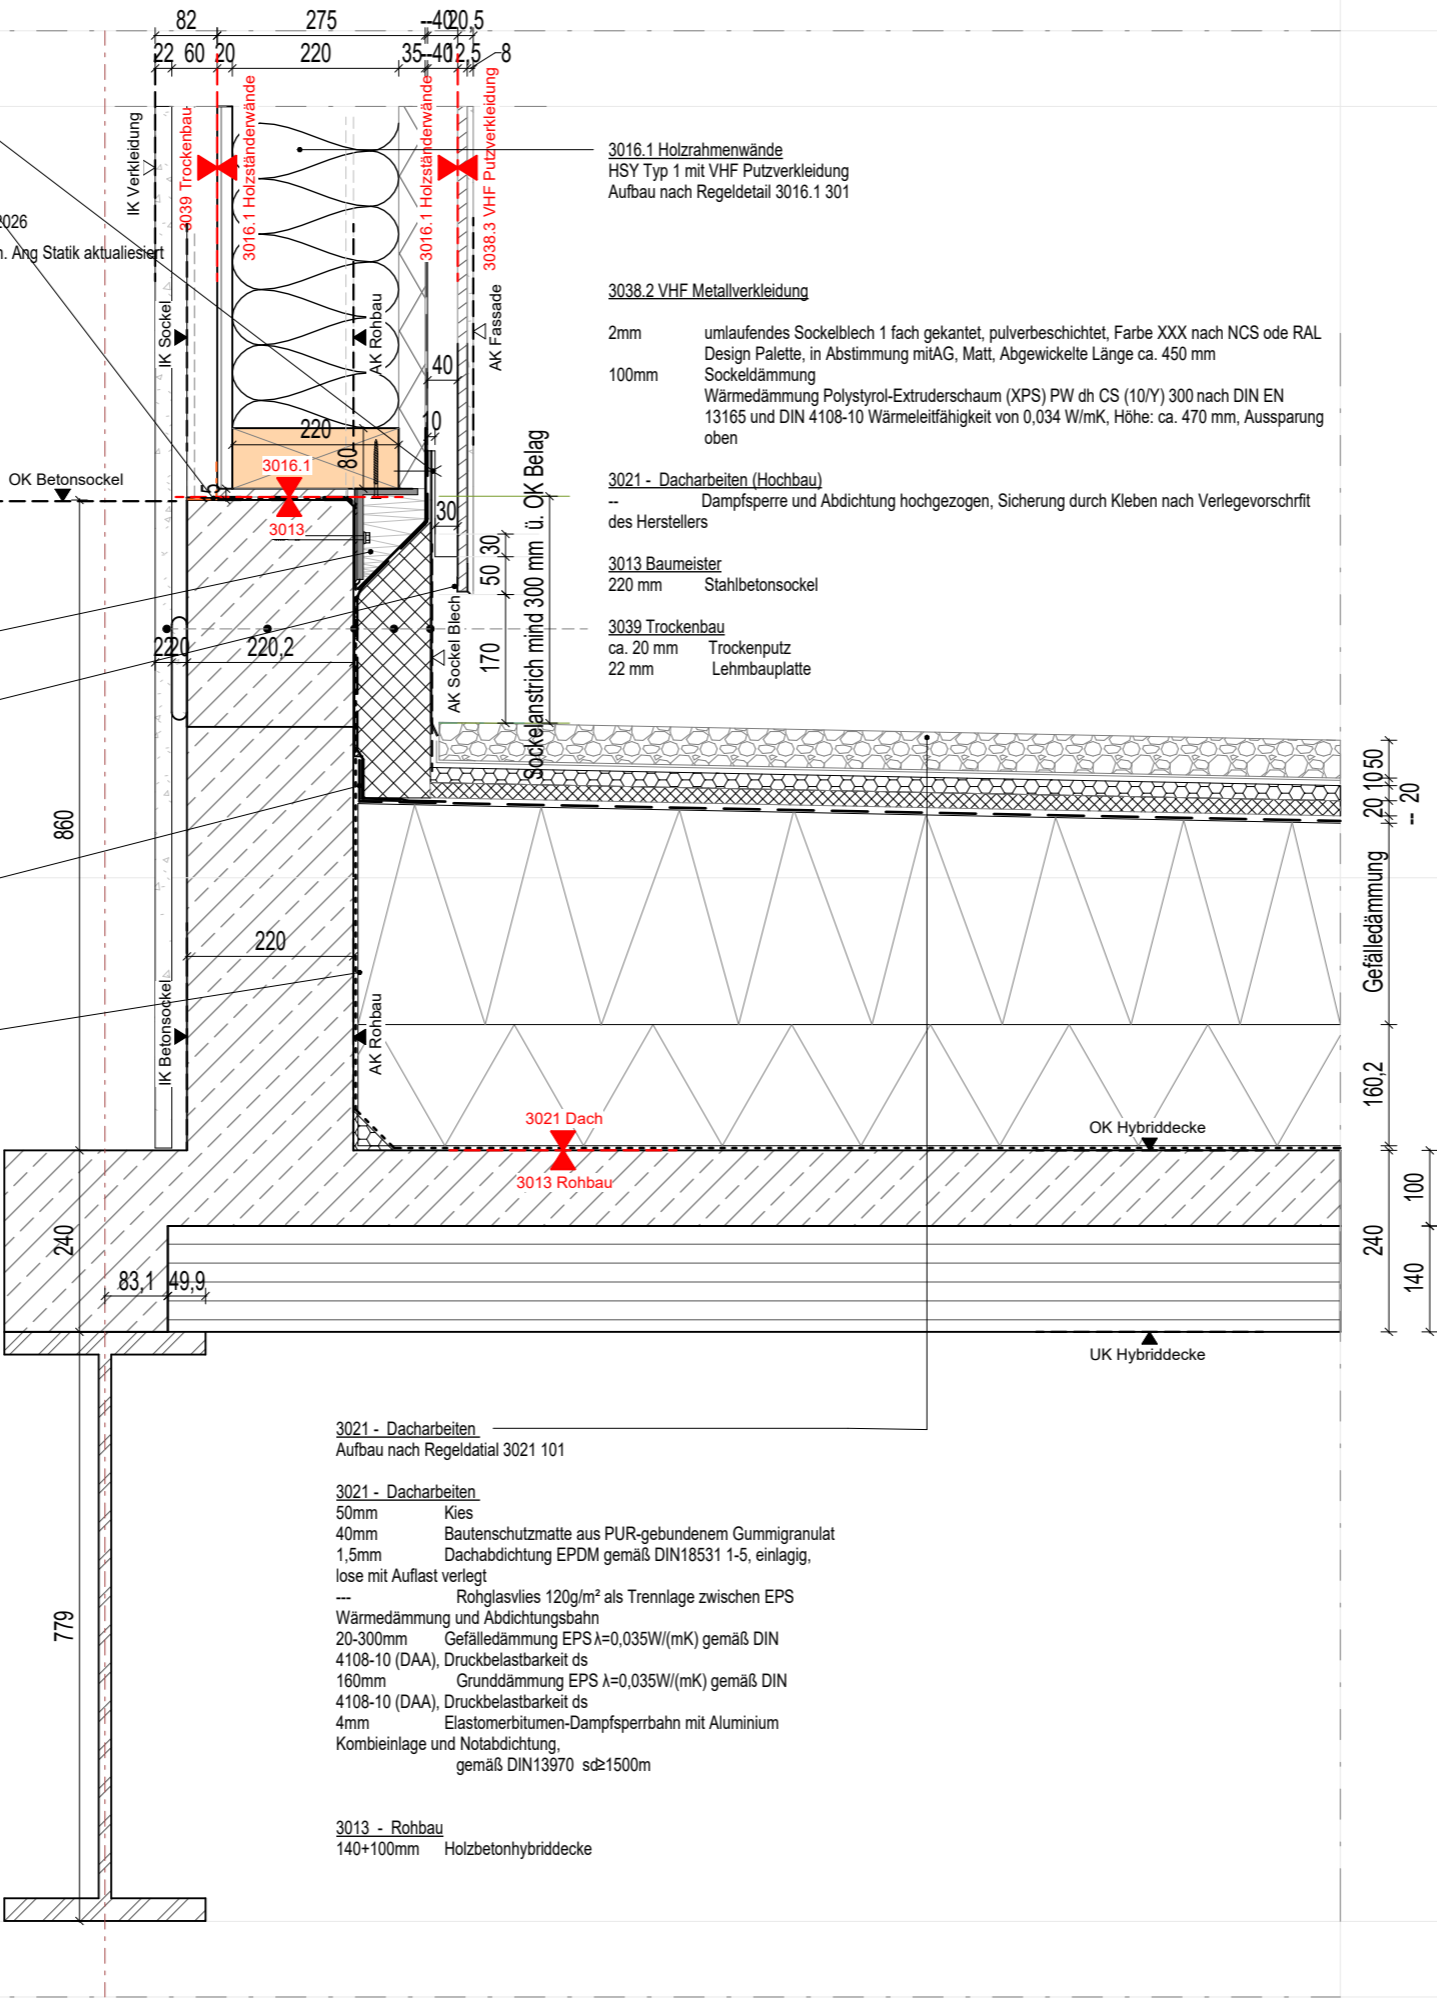 82 275 --40 20,5
22 60 20 220 35 --40 12,5 8
IK Verkleidung
3039 Trockenbau
3016.1 Holzständerwände
3016.1 Holzständerwände
3038.3 VHF Putzverkleidung
2026
n. Ang Statik aktualiesiert
IK Sockel
AK Rohbau
AK Fassade
3016.1 Holzrahmenwände
HSY Typ 1 mit VHF Putzverkleidung
Aufbau nach Regeldetail 3016.1 301
3038.2 VHF Metallverkleidung
2mm umlaufendes Sockelblech 1 fach gekantet, pulverbeschichtet, Farbe XXX nach NCS ode RAL
Design Palette, in Abstimmung mitAG, Matt, Abgewickelte Länge ca. 450 mm
100mm Sockeldämmung
Wärmedämmung Polystyrol-Extruderschaum (XPS) PW dh CS (10/Y) 300 nach DIN EN
13165 und DIN 4108-10 Wärmeleitfähigkeit von 0,034 W/mK, Höhe: ca. 470 mm, Aussparung
oben
3021 - Dacharbeiten (Hochbau)
-- Dampfsperre und Abdichtung hochgezogen, Sicherung durch Kleben nach Verlegevorschrfit
des Herstellers
3013 Baumeister
220 mm Stahlbetonsockel
3039 Trockenbau
ca. 20 mm Trockenputz
22 mm Lehmbauplatte
40
10
220
80
3016.1
3013
OK Betonsockel
5
30
30
50
170
Sockelanstrich mind 300 mm ü. OK Belag
AK Sockel Blech
22 20 220,2
860
220
IK Betonsockel
AK Rohbau
50
10
20
-- 20
Gefälledämmung
160,2
3021 Dach
3013 Rohbau
OK Hybriddecke
100
240
140
240
83,1 49,9
UK Hybriddecke
779
3021 - Dacharbeiten
Aufbau nach Regeldatial 3021 101
3021 - Dacharbeiten
50mm Kies
40mm Bautenschutzmatte aus PUR-gebundenem Gummigranulat
1,5mm Dachabdichtung EPDM gemäß DIN18531 1-5, einlagig,
lose mit Auflast verlegt
--- Rohglasvlies 120g/m² als Trennlage zwischen EPS
Wärmedämmung und Abdichtungsbahn
20-300mm Gefälledämmung EPS λ=0,035W/(mK) gemäß DIN
4108-10 (DAA), Druckbelastbarkeit ds
160mm Grunddämmung EPS λ=0,035W/(mK) gemäß DIN
4108-10 (DAA), Druckbelastbarkeit ds
4mm Elastomerbitumen-Dampfsperrbahn mit Aluminium
Kombieinlage und Notabdichtung,
gemäß DIN13970 sd≥1500m
3013 - Rohbau
140+100mm Holzbetonhybriddecke